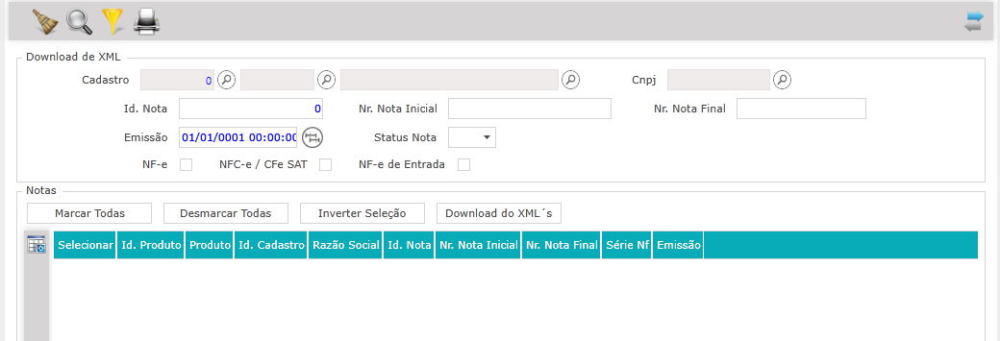 Download de XML
Cadastro 0 Cnpj
Id. Nota 0 Nr. Nota Inicial Nr. Nota Final
Emissão 01/01/0001 00:00:00 Status Nota
NF-e NFC-e / CFe SAT NF-e de Entrada
Notas
Marcar Todas Desmarcar Todas Inverter Seleção Download do XML´s
Selecionar Id. Produto Produto Id. Cadastro Razão Social Id. Nota Nr. Nota Inicial Nr. Nota Final Série Nf Emissão